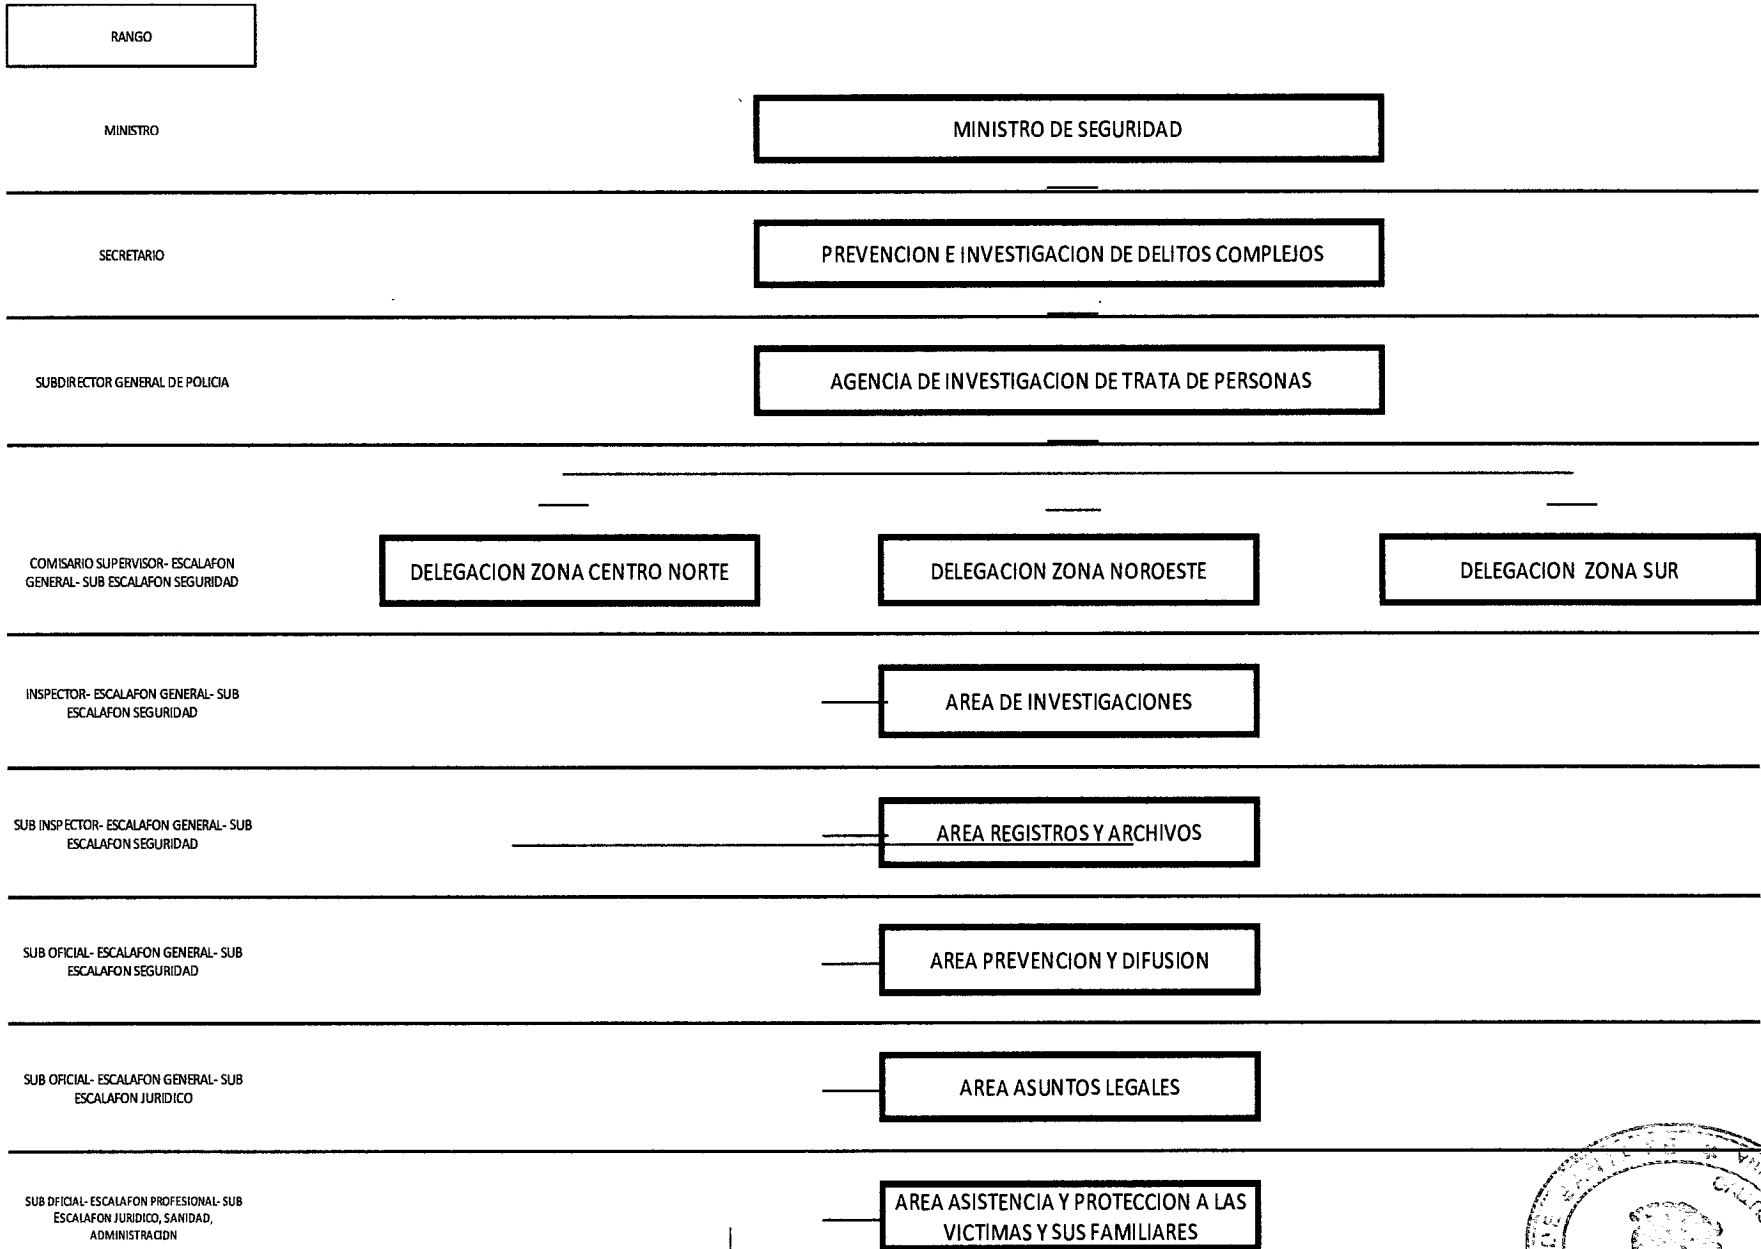 RANGO
MINISTRO
MINISTRO DE SEGURIDAD
SECRETARIO
PREVENCION E INVESTIGACION DE DELITOS COMPLEJOS
SUBDIRECTOR GENERAL DE POLICIA
AGENCIA DE INVESTIGACION DE TRATA DE PERSONAS
COMISARIO SUPERVISOR- ESCALAFON
GENERAL- SUB ESCALAFON SEGURIDAD
DELEGACION ZONA CENTRO NORTE
DELEGACION ZONA NOROESTE
DELEGACION ZONA SUR
INSPECTOR- ESCALAFON GENERAL- SUB
ESCALAFON SEGURIDAD
AREA DE INVESTIGACIONES
SUB INSPECTOR- ESCALAFON GENERAL- SUB
ESCALAFON SEGURIDAD
AREA REGISTROS Y ARCHIVOS
SUB OFICIAL- ESCALAFON GENERAL- SUB
ESCALAFON SEGURIDAD
AREA PREVENCION Y DIFUSION
SUB OFICIAL- ESCALAFON GENERAL- SUB
ESCALAFON JURIDICO
AREA ASUNTOS LEGALES
SUB OFICIAL- ESCALAFON PROFESIONAL- SUB
ESCALAFON JURIDICO, SANIDAD,
ADMINISTRACION
AREA ASISTENCIA Y PROTECCION A LAS
VICTIMAS Y SUS FAMILIARES
DE SANTA FE